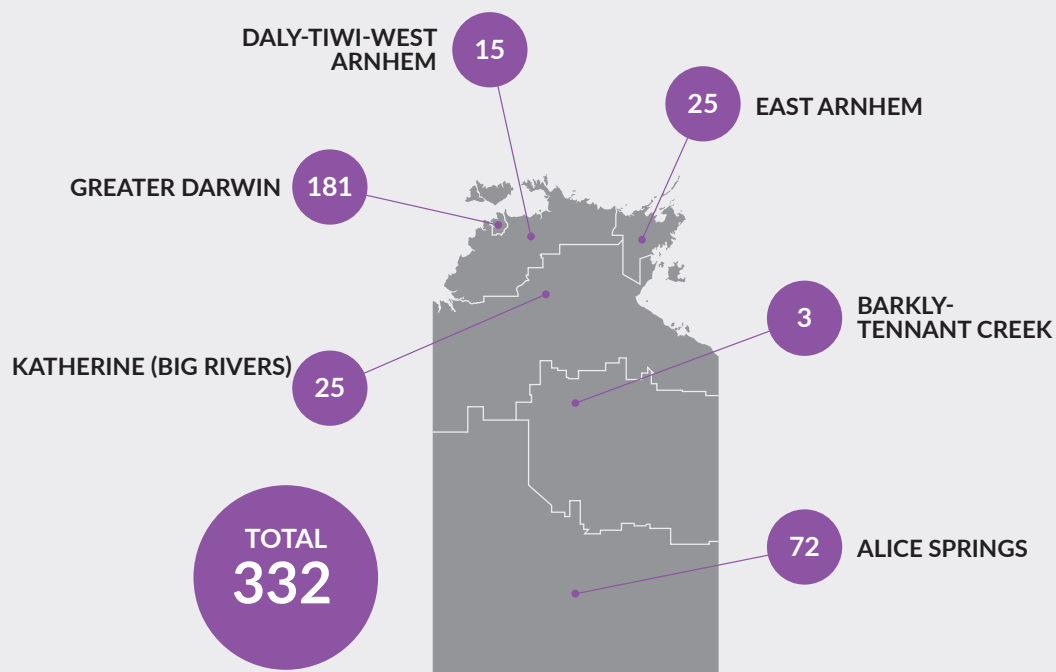 DALY-TIWI-WEST
ARNHEM
15
25
EAST ARNHEM
GREATER DARWIN
181
3
BARKLY-
TENNANT CREEK
KATHERINE (BIG RIVERS)
25
TOTAL
332
72
ALICE SPRINGS